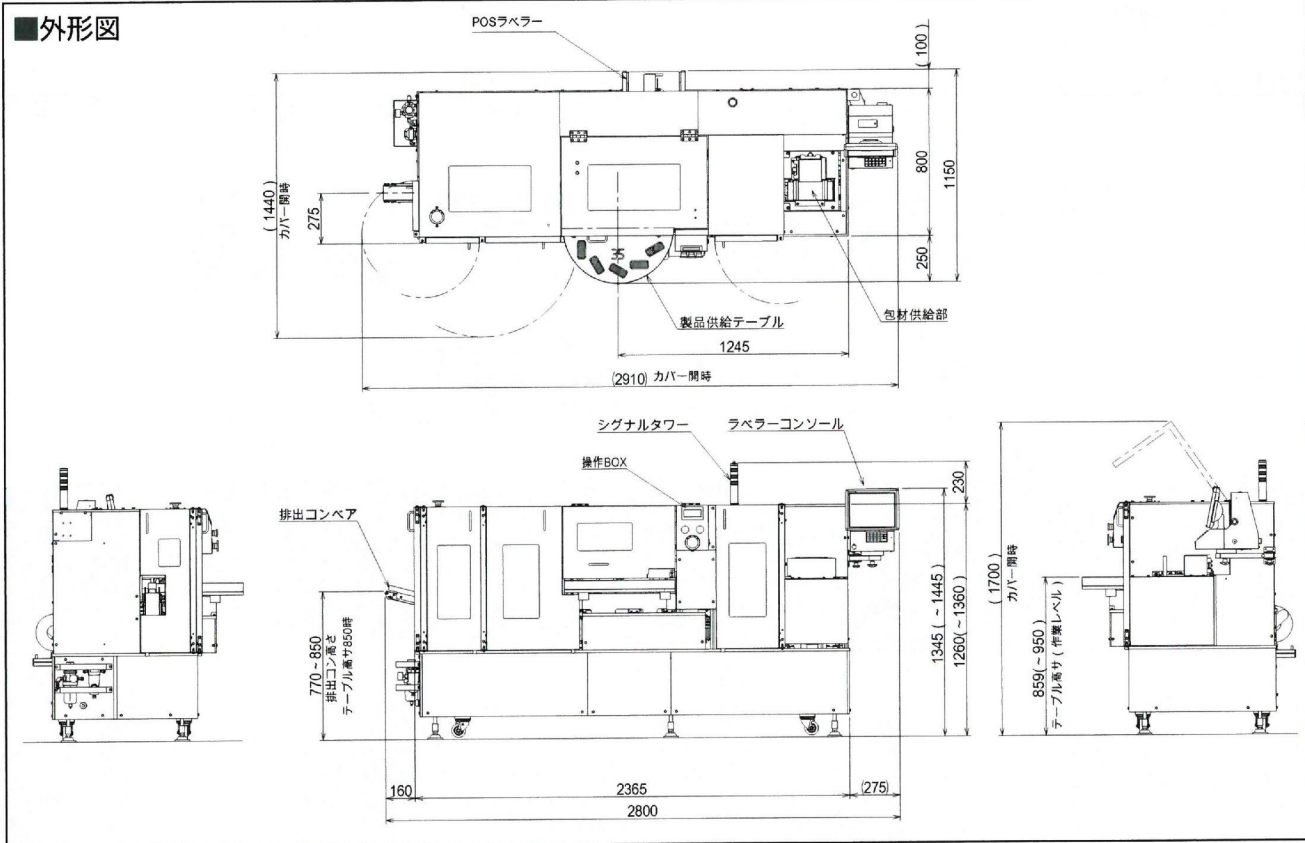 ■外形図
POSラベラー
( 100 )
800
1150
250
( 1440 )
カバー開時
275
製品供給テーブル
包材供給部
1245
(2910) カバー開時
シグナルタワー
ラベラーコンソール
操作BOX
排出コンベア
230
770~850
排出コン高さ
テーブル高サ850時
1345 ( ~1445)
1260(~1360)
( 1700 )
カバー開時
859(~950)
テーブル高サ ( 作業レベル )
160
2365
(275)
2800